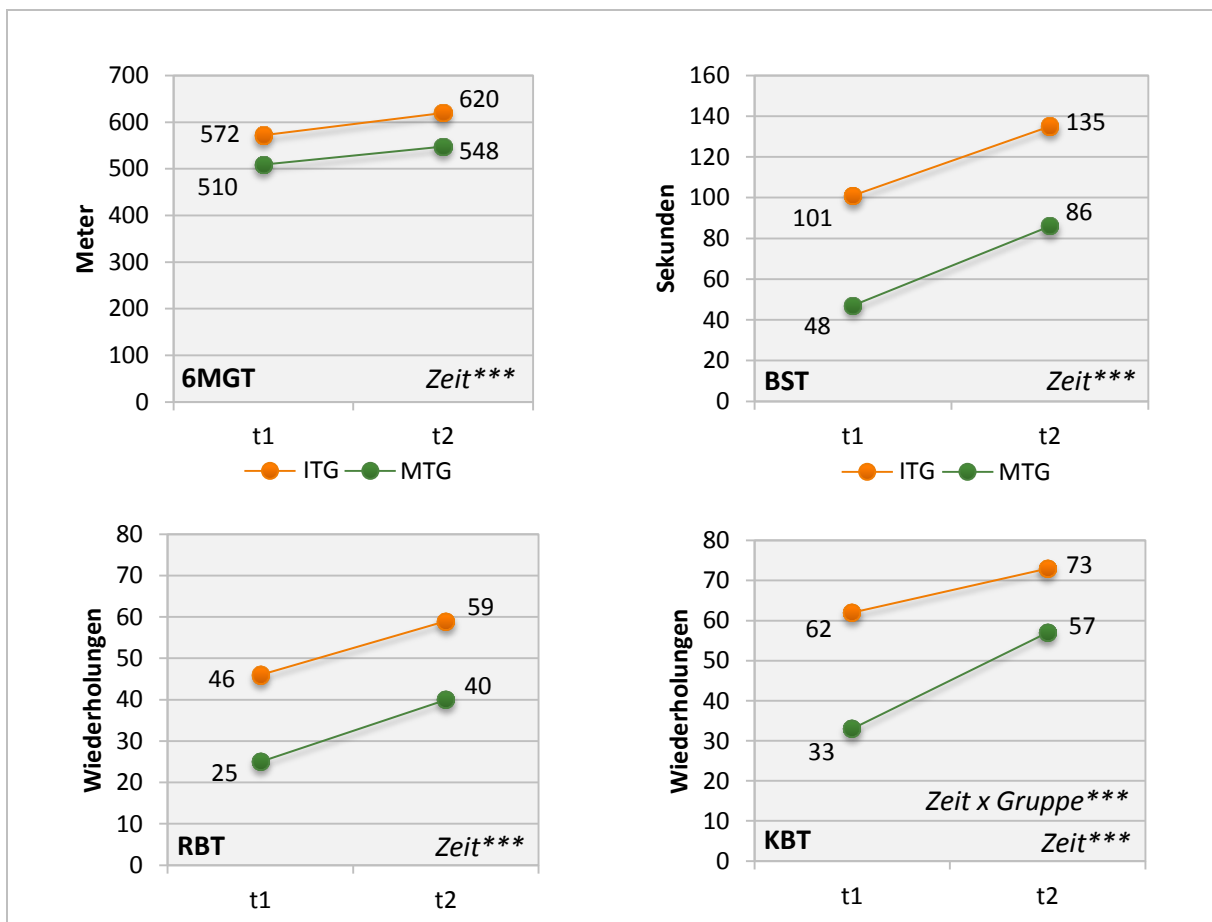 700
600
500
400
300
200
100
0
Meter
572
510
620
548
6MGT
Zeit***
t1
t2
ITG
MTG
160
140
120
100
80
60
40
20
0
Sekunden
101
48
135
86
BST
Zeit***
t1
t2
ITG
MTG
80
70
60
50
40
30
20
10
0
Wiederholungen
46
25
59
40
RBT
Zeit***
t1
t2
80
70
60
50
40
30
20
10
0
Wiederholungen
62
33
73
57
Zeit x Gruppe***
KBT
Zeit***
t1
t2